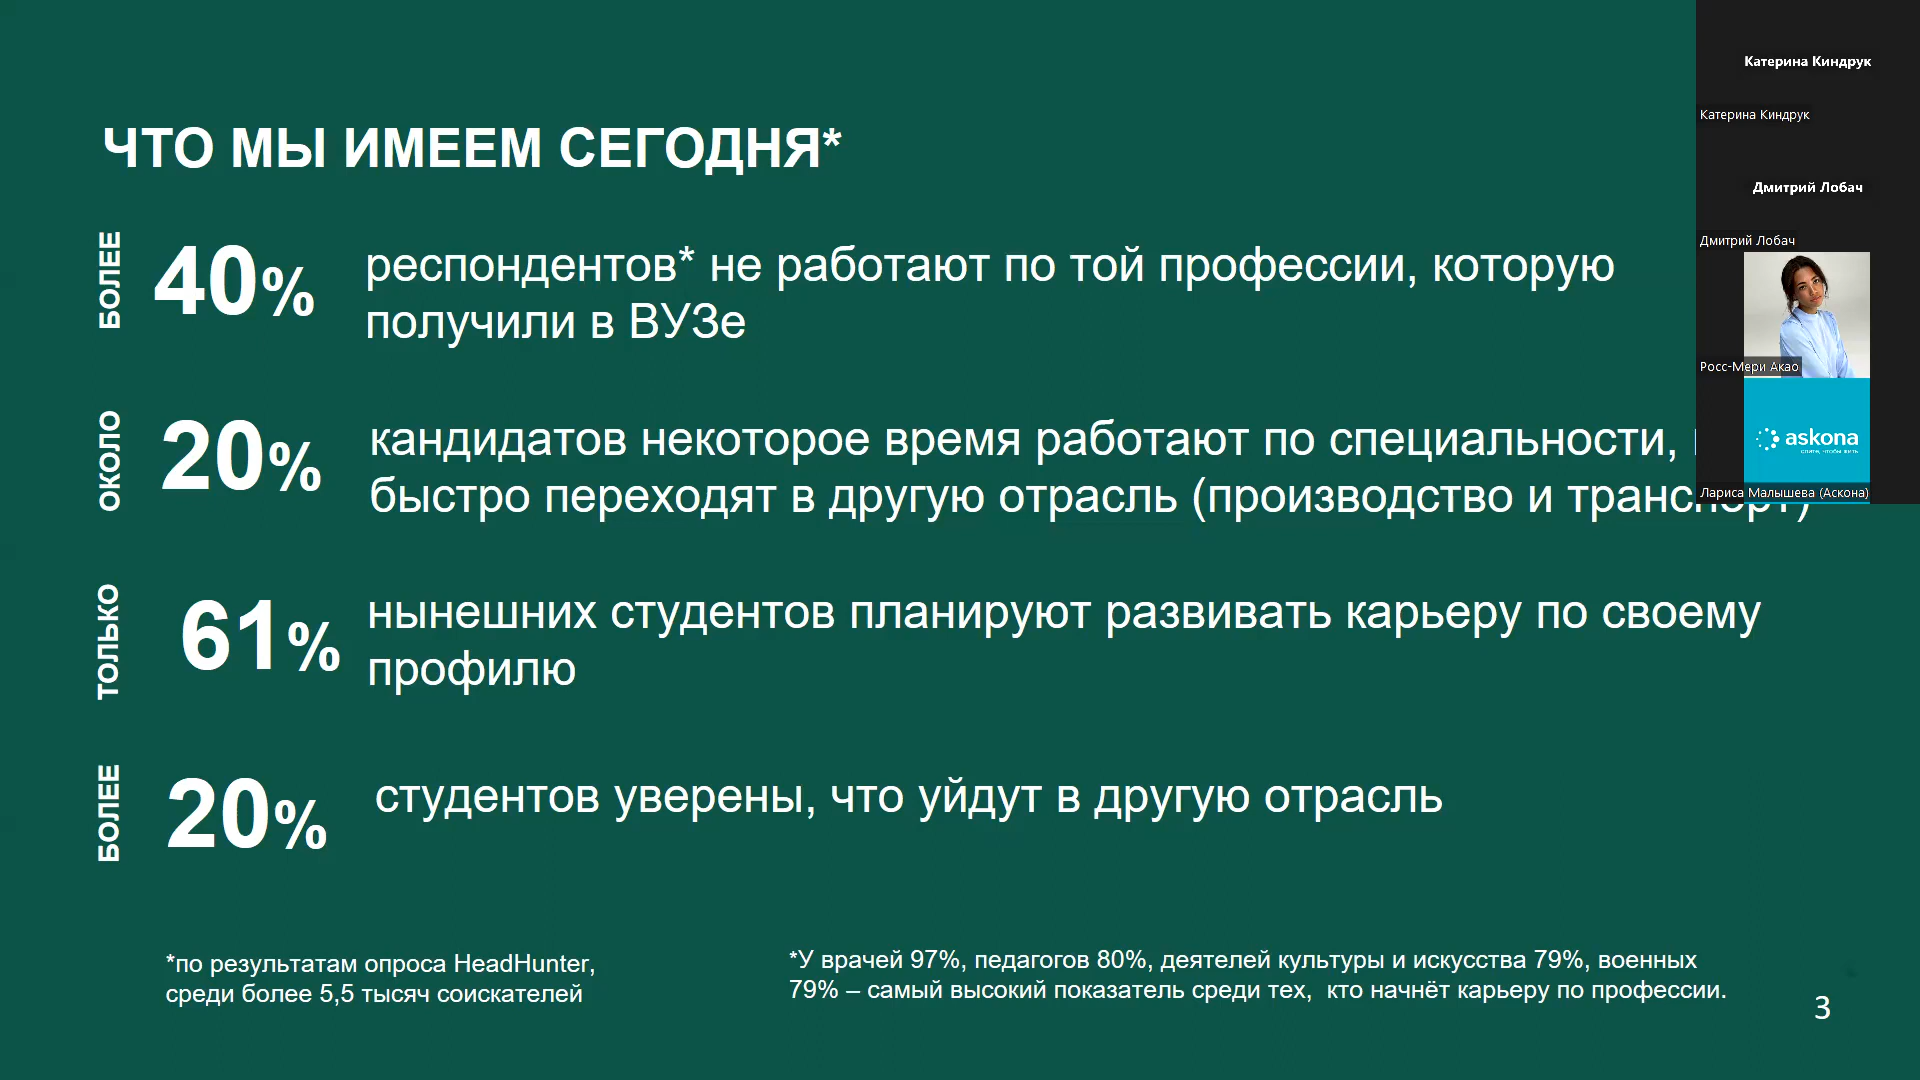 ЧТО МЫ ИМЕЕМ СЕГОДНЯ*
БОЛЕЕ
40%
респондентов* не работают по той профессии, которую
получили в ВУЗе
ОКОЛО
20%
кандидатов некоторое время работают по специальности,
быстро переходят в другую отрасль (производство и транспорт)
ТОЛЬКО
61%
нынешних студентов планируют развивать карьеру по своему
профилю
БОЛЕЕ
20%
студентов уверены, что уйдут в другую отрасль
*по результатам опроса HeadHunter,
среди более 5,5 тысяч соискателей
*У врачей 97%, педагогов 80%, деятелей культуры и искусства 79%, военных
79% – самый высокий показатель среди тех, кто начнёт карьеру по профессии.
3
Катерина Киндрук
Катерина Киндрук
Дмитрий Лобач
Дмитрий Лобач
Росс-Мери Акао
askona
спите, чтобы жить
Лариса Малышева (Аскона)